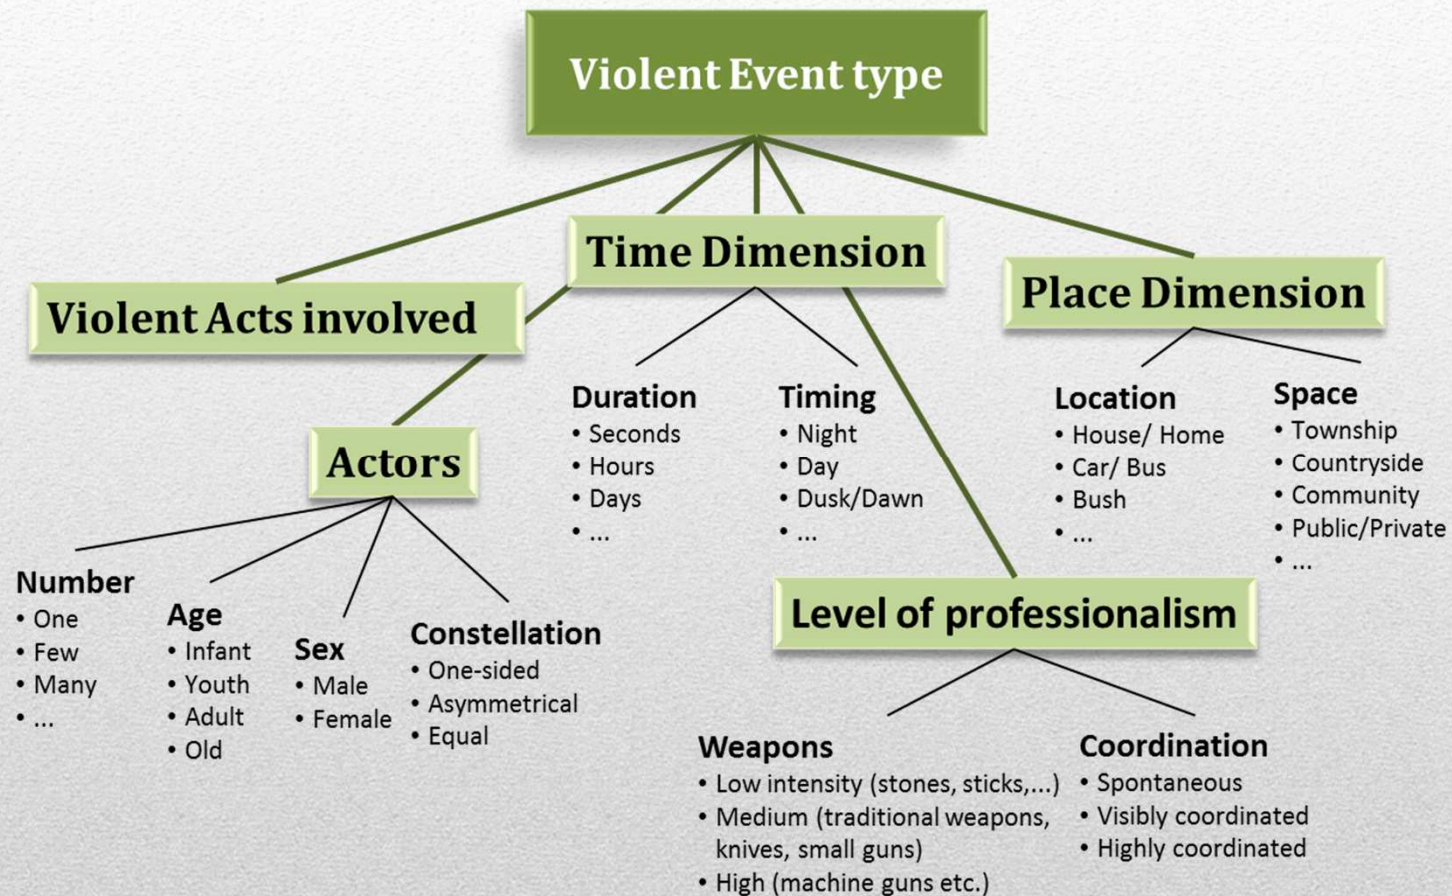 Violent Event type
Violent Acts involved
Time Dimension
Place Dimension
Actors
Level of professionalism
Number
• One
• Few
• Many
• ...
Age
• Infant
• Youth
• Adult
• Old
Sex
• Male
• Female
Constellation
• One-sided
• Asymmetrical
• Equal
Duration
• Seconds
• Hours
• Days
• ...
Timing
• Night
• Day
• Dusk/Dawn
• ...
Location
• House/ Home
• Car/ Bus
• Bush
• ...
Space
• Township
• Countryside
• Community
• Public/Private
• ...
Weapons
• Low intensity (stones, sticks,...)
• Medium (traditional weapons,
knives, small guns)
• High (machine guns etc.)
Coordination
• Spontaneous
• Visibly coordinated
• Highly coordinated